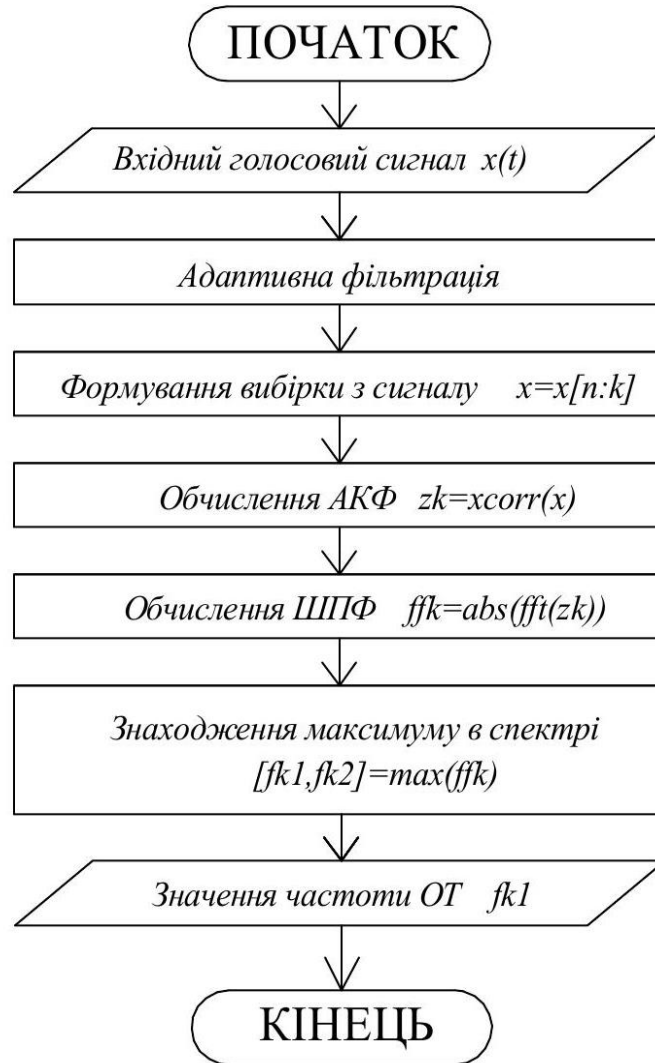 ПОЧАТОК
Вхідний голосовий сигнал x(t)
Адаптивна фільтрація
Формування вибірки з сигналу x=x[n:k]
Обчислення АКФ zk=xcorr(x)
Обчислення ШПФ ffk=abs(fft(zk))
Знаходження максимуму в спектрі
[fk1,fk2]=max(ffk)
Значення частоти ОТ fk1
КІНЕЦЬ